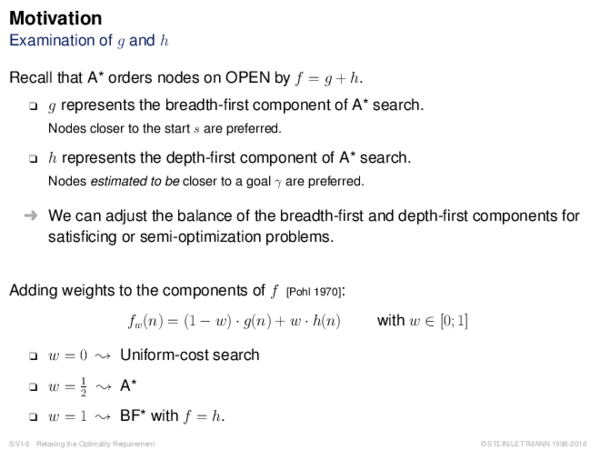 Motivation
Examination of g and h
Recall that A* orders nodes on OPEN by f = g + h.
❑ g represents the breadth-first component of A* search.
Nodes closer to the start s are preferred.
❑ h represents the depth-first component of A* search.
Nodes estimated to be closer to a goal γ are preferred.
➜ We can adjust the balance of the breadth-first and depth-first components for
satisficing or semi-optimization problems.
Adding weights to the components of f [Pohl 1970]:
f_w(n) = (1 − w) · g(n) + w · h(n) with w ∈ [0; 1]
❑ w = 0 ⤳ Uniform-cost search
❑ w = 1/2 ⤳ A*
❑ w = 1 ⤳ BF* with f = h.
S:VI-6 Relaxing the Optimality Requirement © STEIN/LETTMANN 1998-2018